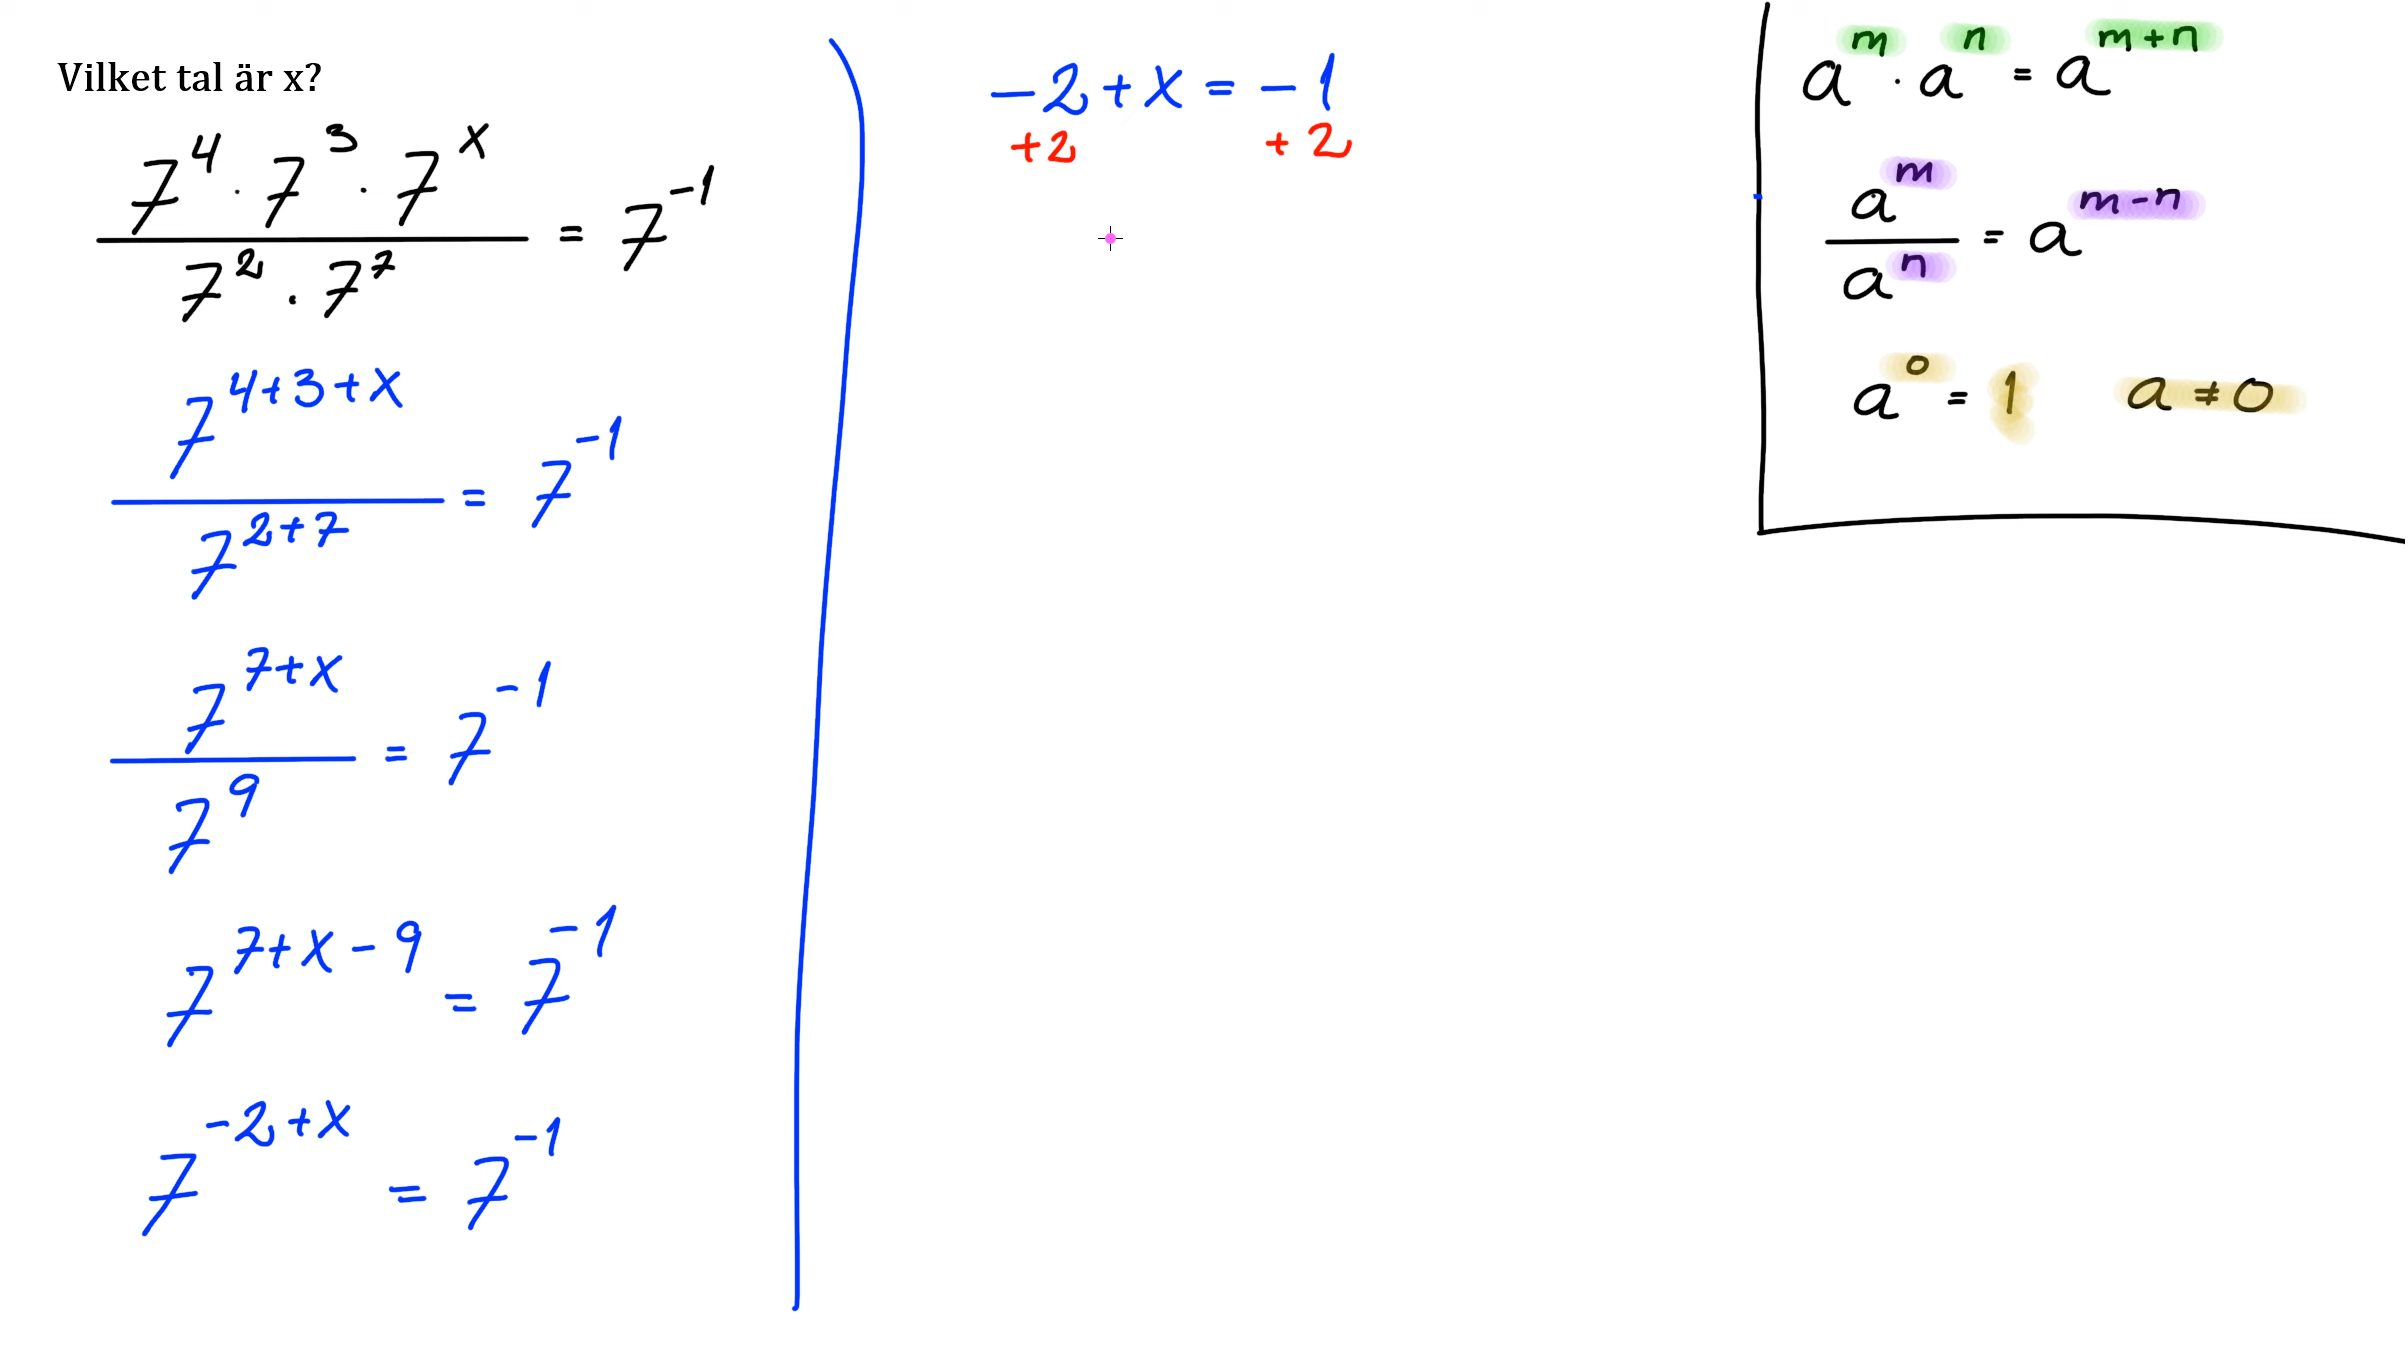 Vilket tal är x?
7^4 · 7^3 · 7^x
——— = 7^-1
7^2 · 7^7
7^4+3+x
——— = 7^-1
7^2+7
7^7+x
——— = 7^-1
7^9
7^7+x-9 = 7^-1
7^-2+x = 7^-1
-2+x = -1
+2 +2
a^m · a^n = a^m+n
a^m
——— = a^m-n
a^n
a^0 = 1 a ≠ 0